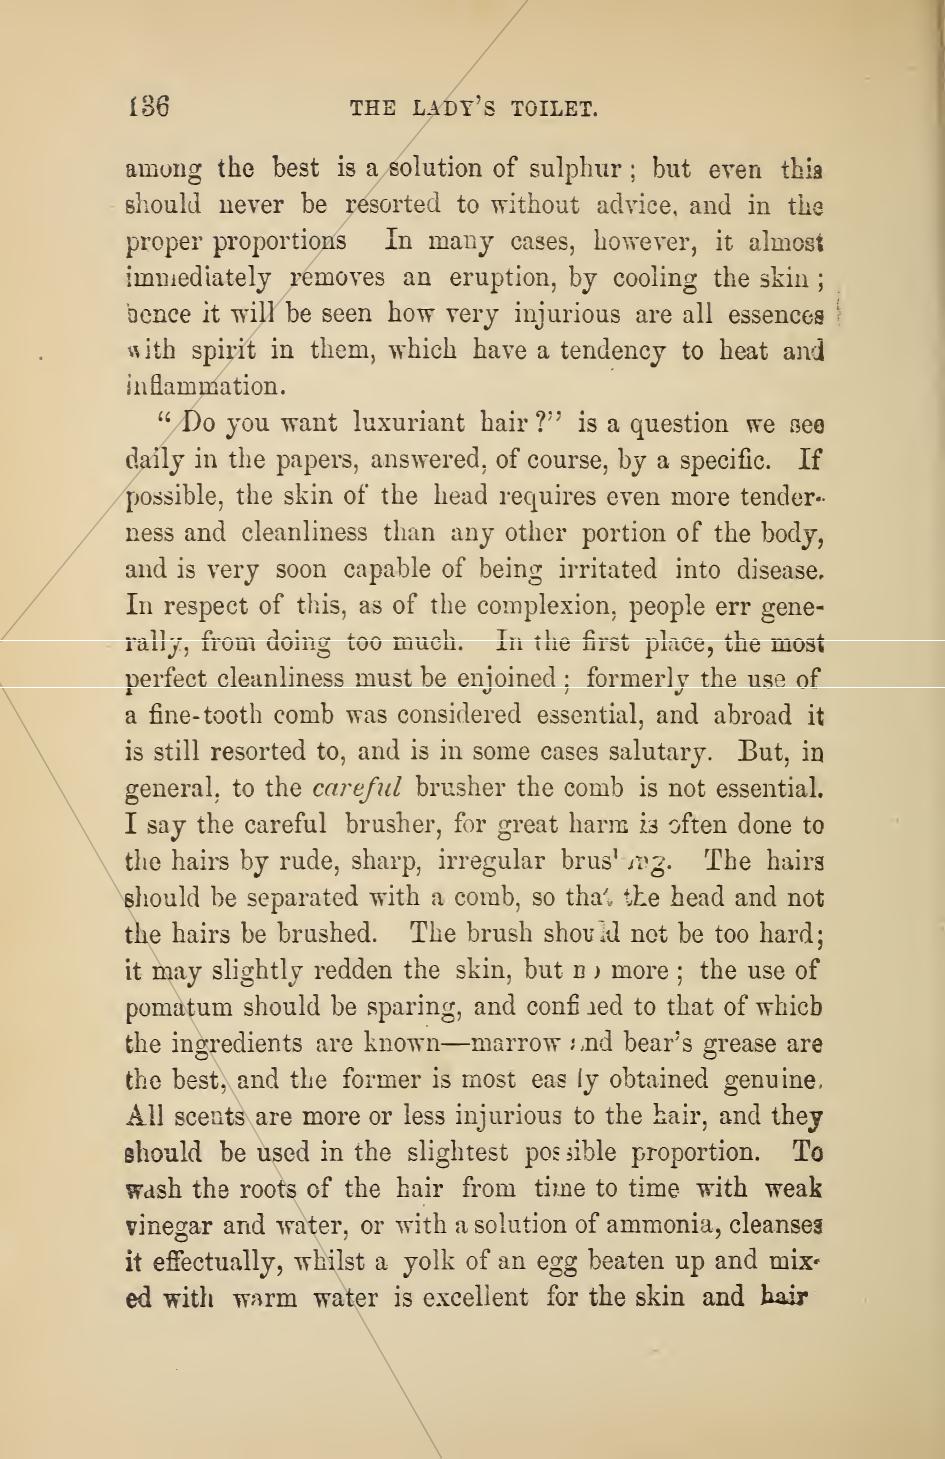 136 THE LADY'S TOILET.
among the best is a solution of sulphur ; but even this
should never be resorted to without advice, and in the
proper proportions In many cases, however, it almost
immediately removes an eruption, by cooling the skin ;
hence it will be seen how very injurious are all essences
with spirit in them, which have a tendency to heat and
inflammation.
“ Do you want luxuriant hair ?” is a question we see
daily in the papers, answered, of course, by a specific. If
possible, the skin of the head requires even more tender-
ness and cleanliness than any other portion of the body,
and is very soon capable of being irritated into disease.
In respect of this, as of the complexion, people err gene-
rally, from doing too much. In the first place, the most
perfect cleanliness must be enjoined ; formerly the use of
a fine-tooth comb was considered essential, and abroad it
is still resorted to, and is in some cases salutary. But, in
general, to the careful brusher the comb is not essential.
I say the careful brusher, for great harm is often done to
the hairs by rude, sharp, irregular brushing. The hairs
should be separated with a comb, so that the head and not
the hairs be brushed. The brush should not be too hard;
it may slightly redden the skin, but no more ; the use of
pomatum should be sparing, and confined to that of which
the ingredients are known—marrow and bear's grease are
the best, and the former is most easily obtained genuine.
All scents are more or less injurious to the hair, and they
should be used in the slightest possible proportion. To
wash the roots of the hair from time to time with weak
vinegar and water, or with a solution of ammonia, cleanses
it effectually, whilst a yolk of an egg beaten up and mix-
ed with warm water is excellent for the skin and hair